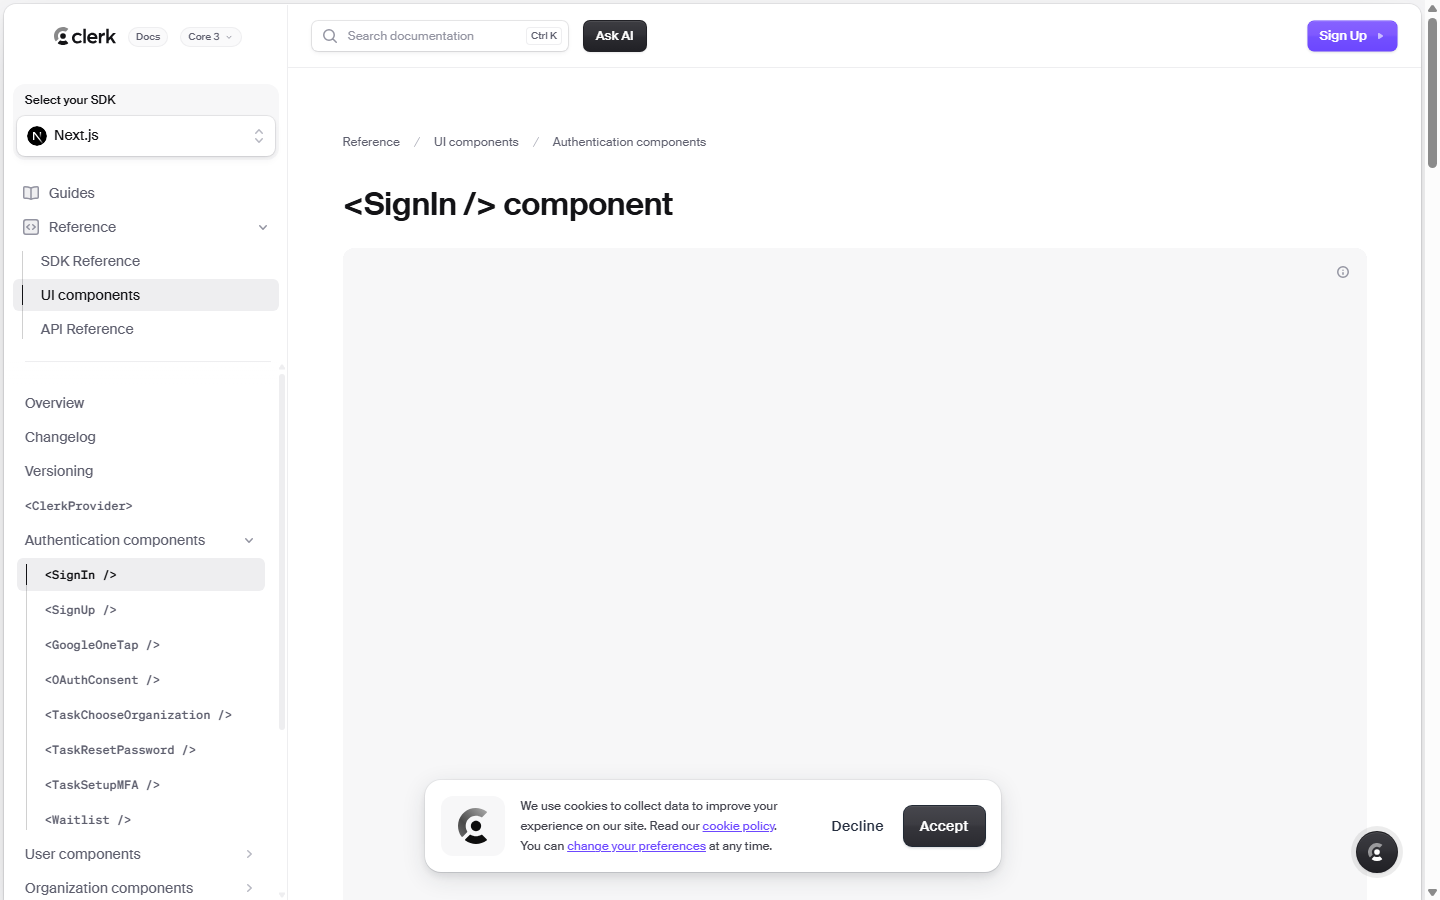 clerk
Docs
Core 3
Search documentation
Ctrl K
Ask AI
Sign Up
Select your SDK
Next.js
Guides
Reference
SDK Reference
UI components
API Reference
Overview
Changelog
Versioning
<ClerkProvider>
Authentication components
<SignIn />
<SignUp />
<GoogleOneTap />
<OAuthConsent />
<TaskChooseOrganization />
<TaskResetPassword />
<TaskSetupMFA />
<Waitlist />
User components
Organization components
Reference / UI components / Authentication components
<SignIn /> component
We use cookies to collect data to improve your
experience on our site. Read our cookie policy.
You can change your preferences at any time.
Decline
Accept